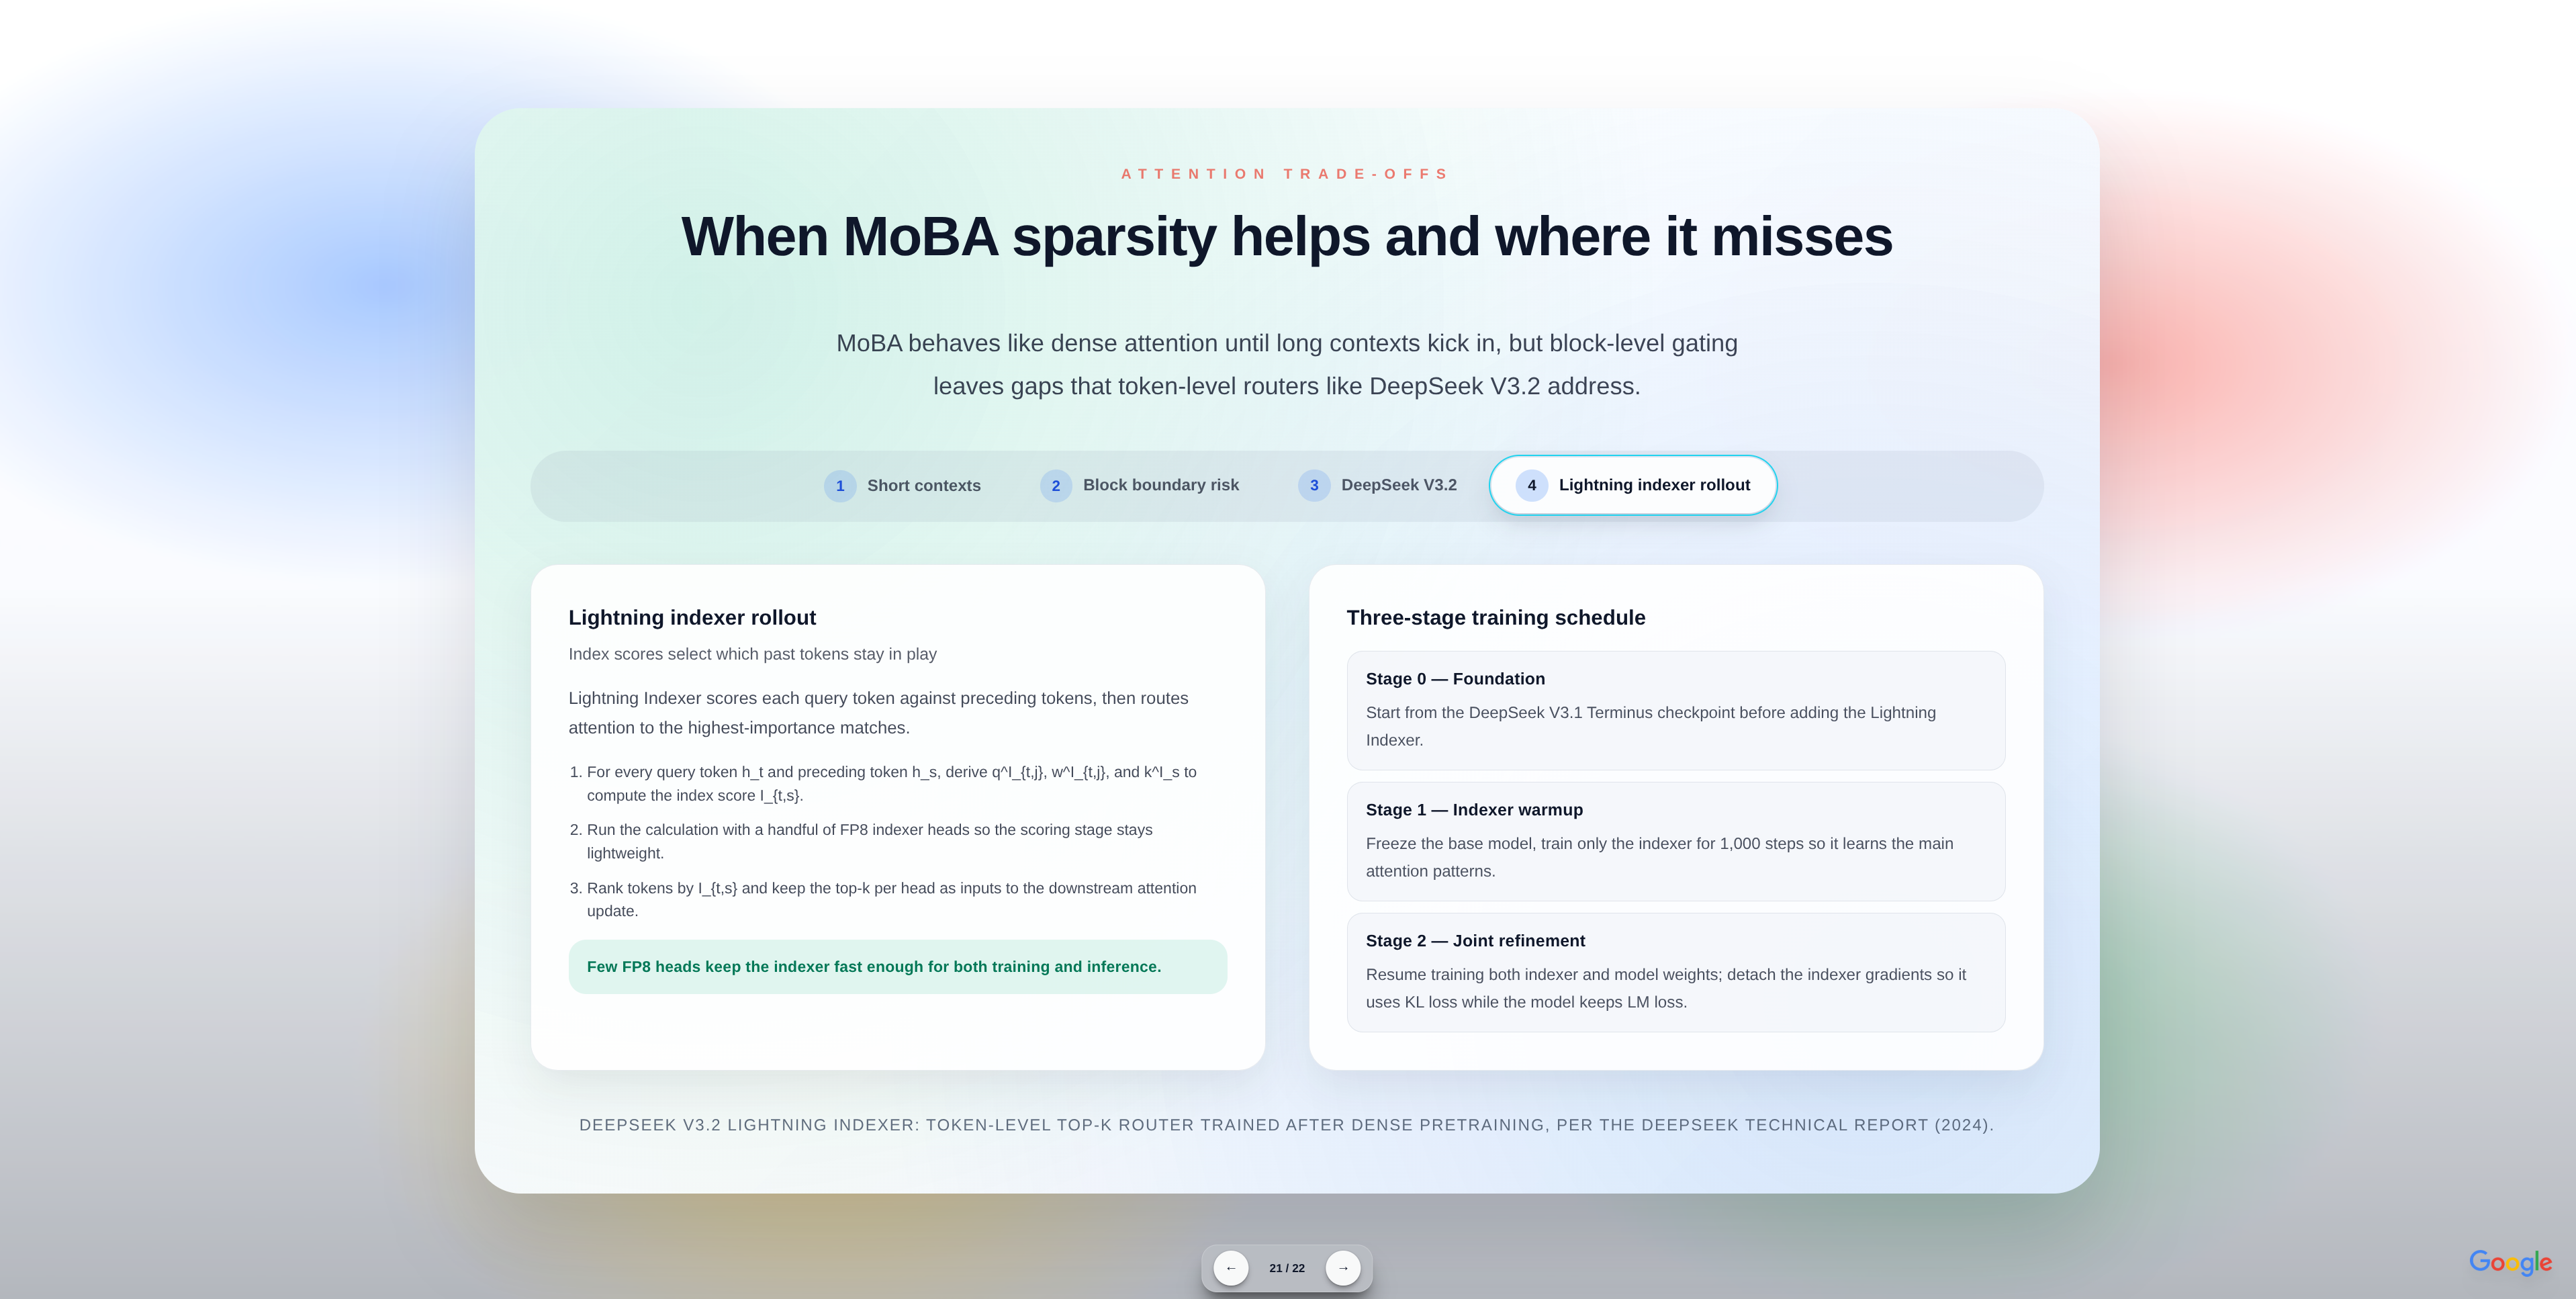 ATTENTION TRADE-OFFS
When MoBA sparsity helps and where it misses
MoBA behaves like dense attention until long contexts kick in, but block-level gating
leaves gaps that token-level routers like DeepSeek V3.2 address.
1 Short contexts
2 Block boundary risk
3 DeepSeek V3.2
4 Lightning indexer rollout
Lightning indexer rollout
Index scores select which past tokens stay in play
Lightning Indexer scores each query token against preceding tokens, then routes
attention to the highest-importance matches.
1. For every query token h_t and preceding token h_s, derive q^I_{t,j}, w^I_{t,j}, and k^I_s to
compute the index score I_{t,s}.
2. Run the calculation with a handful of FP8 indexer heads so the scoring stage stays
lightweight.
3. Rank tokens by I_{t,s} and keep the top-k per head as inputs to the downstream attention
update.
Few FP8 heads keep the indexer fast enough for both training and inference.
Three-stage training schedule
Stage 0 — Foundation
Start from the DeepSeek V3.1 Terminus checkpoint before adding the Lightning
Indexer.
Stage 1 — Indexer warmup
Freeze the base model, train only the indexer for 1,000 steps so it learns the main
attention patterns.
Stage 2 — Joint refinement
Resume training both indexer and model weights; detach the indexer gradients so it
uses KL loss while the model keeps LM loss.
DEEPSEEK V3.2 LIGHTNING INDEXER: TOKEN-LEVEL TOP-K ROUTER TRAINED AFTER DENSE PRETRAINING, PER THE DEEPSEEK TECHNICAL REPORT (2024).
← 21 / 22 →
Google